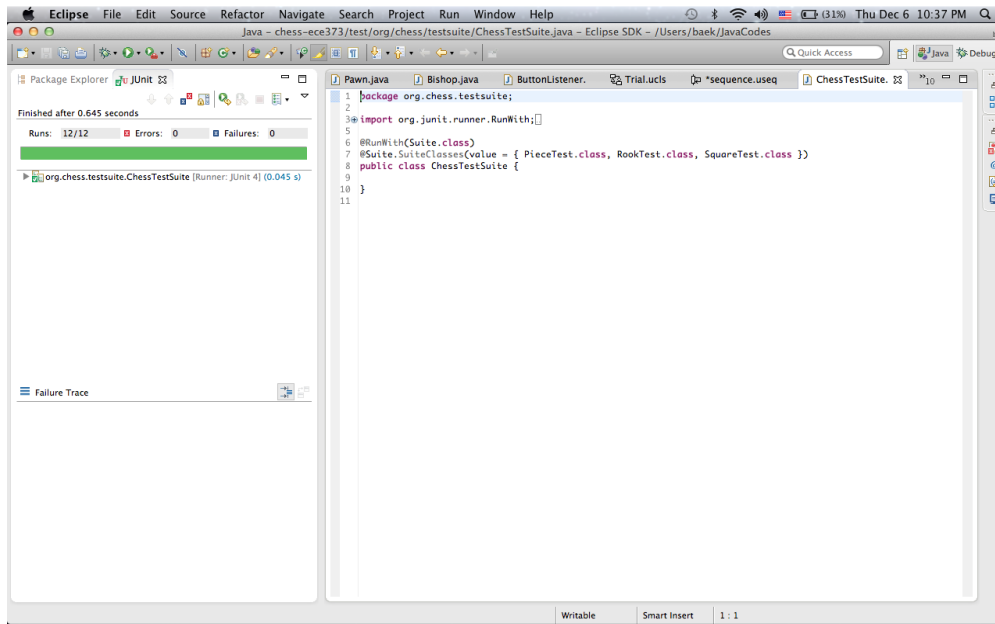 Eclipse File Edit Source Refactor Navigate Search Project Run Window Help (31%) Thu Dec 6 10:37 PM
Java – chess-ece373/test/org/chess/testsuite/ChessTestSuite.java – Eclipse SDK – /Users/baek/JavaCodes
Quick Access Java Debug
Package Explorer JUnit
Finished after 0.645 seconds
Runs: 12/12 Errors: 0 Failures: 0
org.chess.testsuite.ChessTestSuite [Runner: JUnit 4] (0.045 s)
Failure Trace
Pawn.java Bishop.java ButtonListener. Trial.ucls *sequence.useq ChessTestSuite. »10
1 package org.chess.testsuite;
2
3 import org.junit.runner.RunWith;
5
6 @RunWith(Suite.class)
7 @Suite.SuiteClasses(value = { PieceTest.class, RookTest.class, SquareTest.class })
8 public class ChessTestSuite {
9
10 }
11
Writable Smart Insert 1 : 1